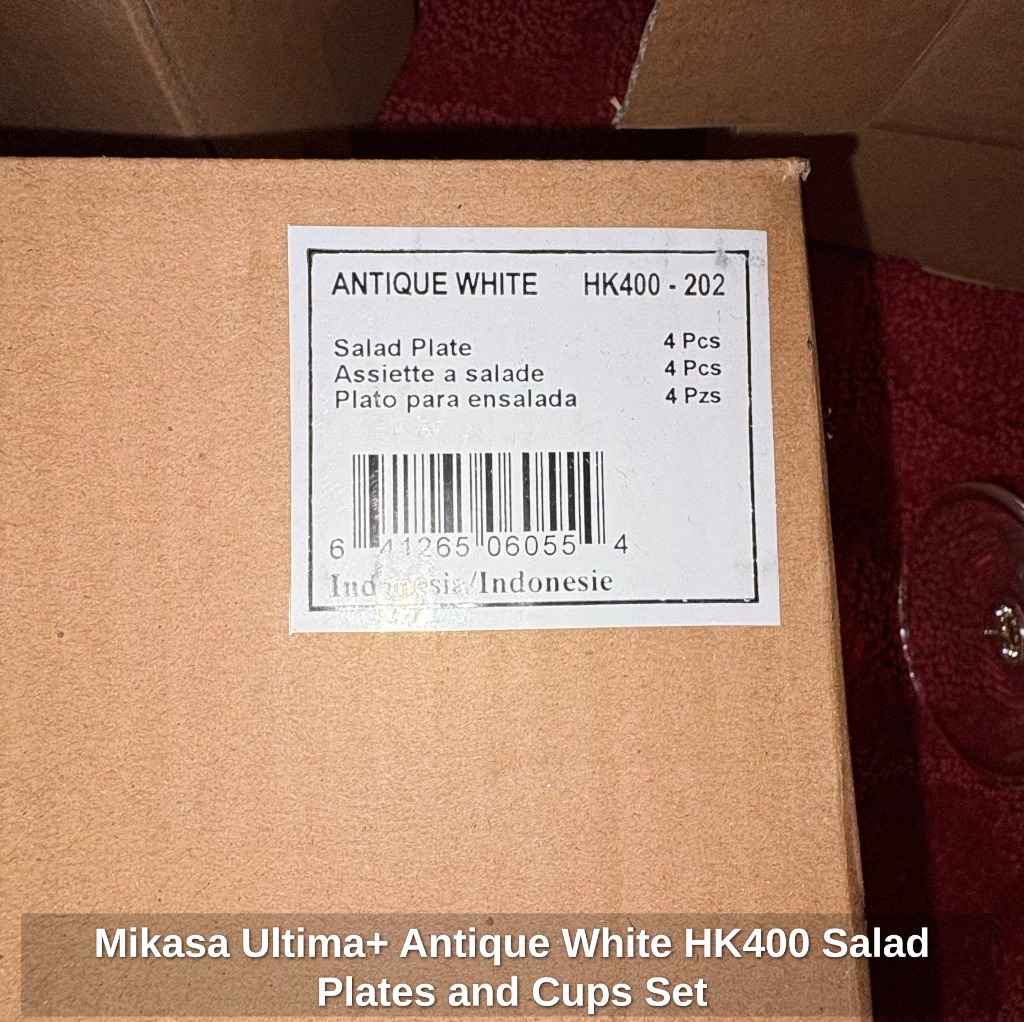 ANTIQUE WHITE HK400 - 202
Salad Plate 4 Pcs
Assiette a salade 4 Pcs
Plato para ensalada 4 Pzs
6 41265 06055 4
Indonesia/Indonesie
Mikasa Ultima+ Antique White HK400 Salad
Plates and Cups Set